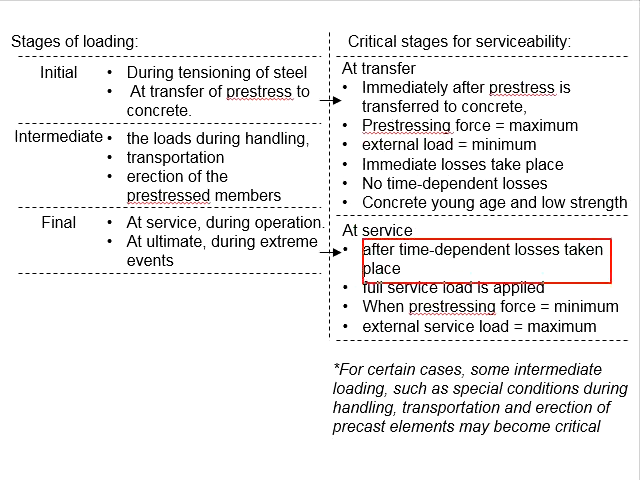 Stages of loading:
Initial
• During tensioning of steel
• At transfer of prestress to
concrete.
Intermediate
• the loads during handling,
• transportation
• erection of the
prestressed members
Final
• At service, during operation.
• At ultimate, during extreme
events
Critical stages for serviceability:
At transfer
• Immediately after prestress is
transferred to concrete,
• Prestressing force = maximum
• external load = minimum
• Immediate losses take place
• No time-dependent losses
• Concrete young age and low strength
At service
• after time-dependent losses taken
place
• full service load is applied
• When prestressing force = minimum
• external service load = maximum
*For certain cases, some intermediate
loading, such as special conditions during
handling, transportation and erection of
precast elements may become critical